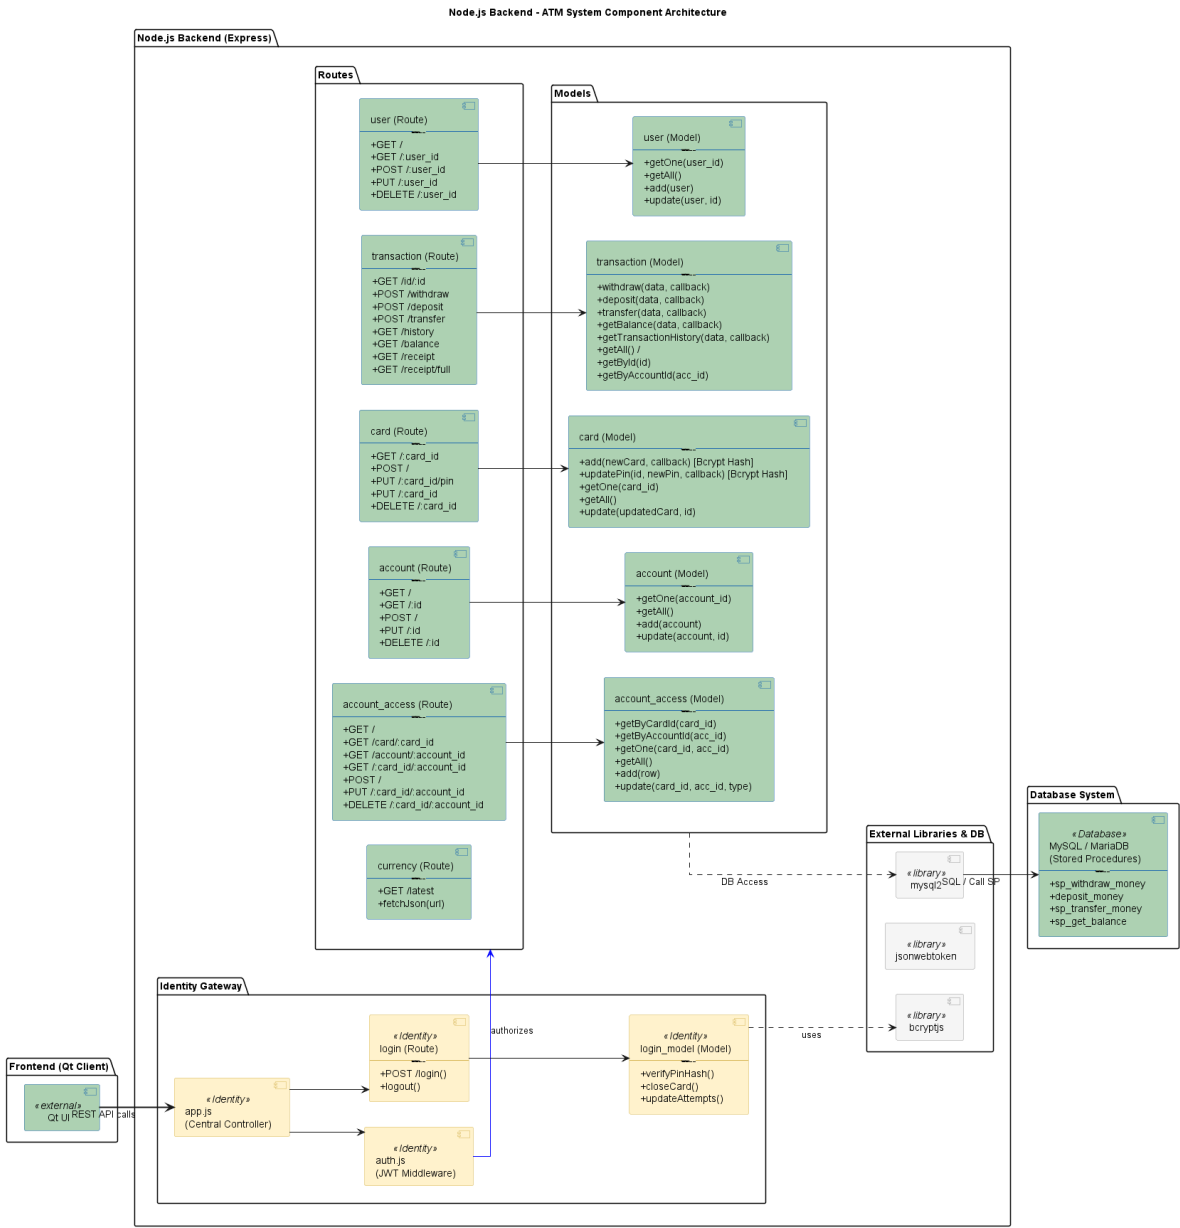 Node.js Backend - ATM System Component Architecture
Node.js Backend (Express)
Routes
user (Route)
+GET /
+GET /:user_id
+POST /:user_id
+PUT /:user_id
+DELETE /:user_id
transaction (Route)
+GET /id/:id
+POST /withdraw
+POST /deposit
+POST /transfer
+GET /history
+GET /balance
+GET /receipt
+GET /receipt/full
card (Route)
+GET /:card_id
+POST /
+PUT /:card_id/pin
+PUT /:card_id
+DELETE /:card_id
account (Route)
+GET /
+GET /:id
+POST /
+PUT /:id
+DELETE /:id
account_access (Route)
+GET /
+GET /card/:card_id
+GET /account/:account_id
+GET /:card_id/:account_id
+POST /
+PUT /:card_id/:account_id
+DELETE /:card_id/:account_id
currency (Route)
+GET /latest
+fetchJson(url)
Models
user (Model)
+getOne(user_id)
+getAll()
+add(user)
+update(user, id)
transaction (Model)
+withdraw(data, callback)
+deposit(data, callback)
+transfer(data, callback)
+getBalance(data, callback)
+getTransactionHistory(data, callback)
+getAll() /
+getById(id)
+getByAccountId(acc_id)
card (Model)
+add(newCard, callback) [Bcrypt Hash]
+updatePin(id, newPin, callback) [Bcrypt Hash]
+getOne(card_id)
+getAll()
+update(updatedCard, id)
account (Model)
+getOne(account_id)
+getAll()
+add(account)
+update(account, id)
account_access (Model)
+getByCardId(card_id)
+getByAccountId(acc_id)
+getOne(card_id, acc_id)
+getAll()
+add(row)
+update(card_id, acc_id, type)
DB Access
External Libraries & DB
«library»
mysql2
SQL / Call SP
«library»
jsonwebtoken
«library»
bcryptjs
Database System
«Database»
MySQL / MariaDB
(Stored Procedures)
+sp_withdraw_money
+deposit_money
+sp_transfer_money
+sp_get_balance
Identity Gateway
«Identity»
app.js
(Central Controller)
«Identity»
login (Route)
+POST /login()
+logout()
«Identity»
auth.js
(JWT Middleware)
authorizes
«Identity»
login_model (Model)
+verifyPinHash()
+closeCard()
+updateAttempts()
uses
Frontend (Qt Client)
«external»
Qt UI
REST API calls